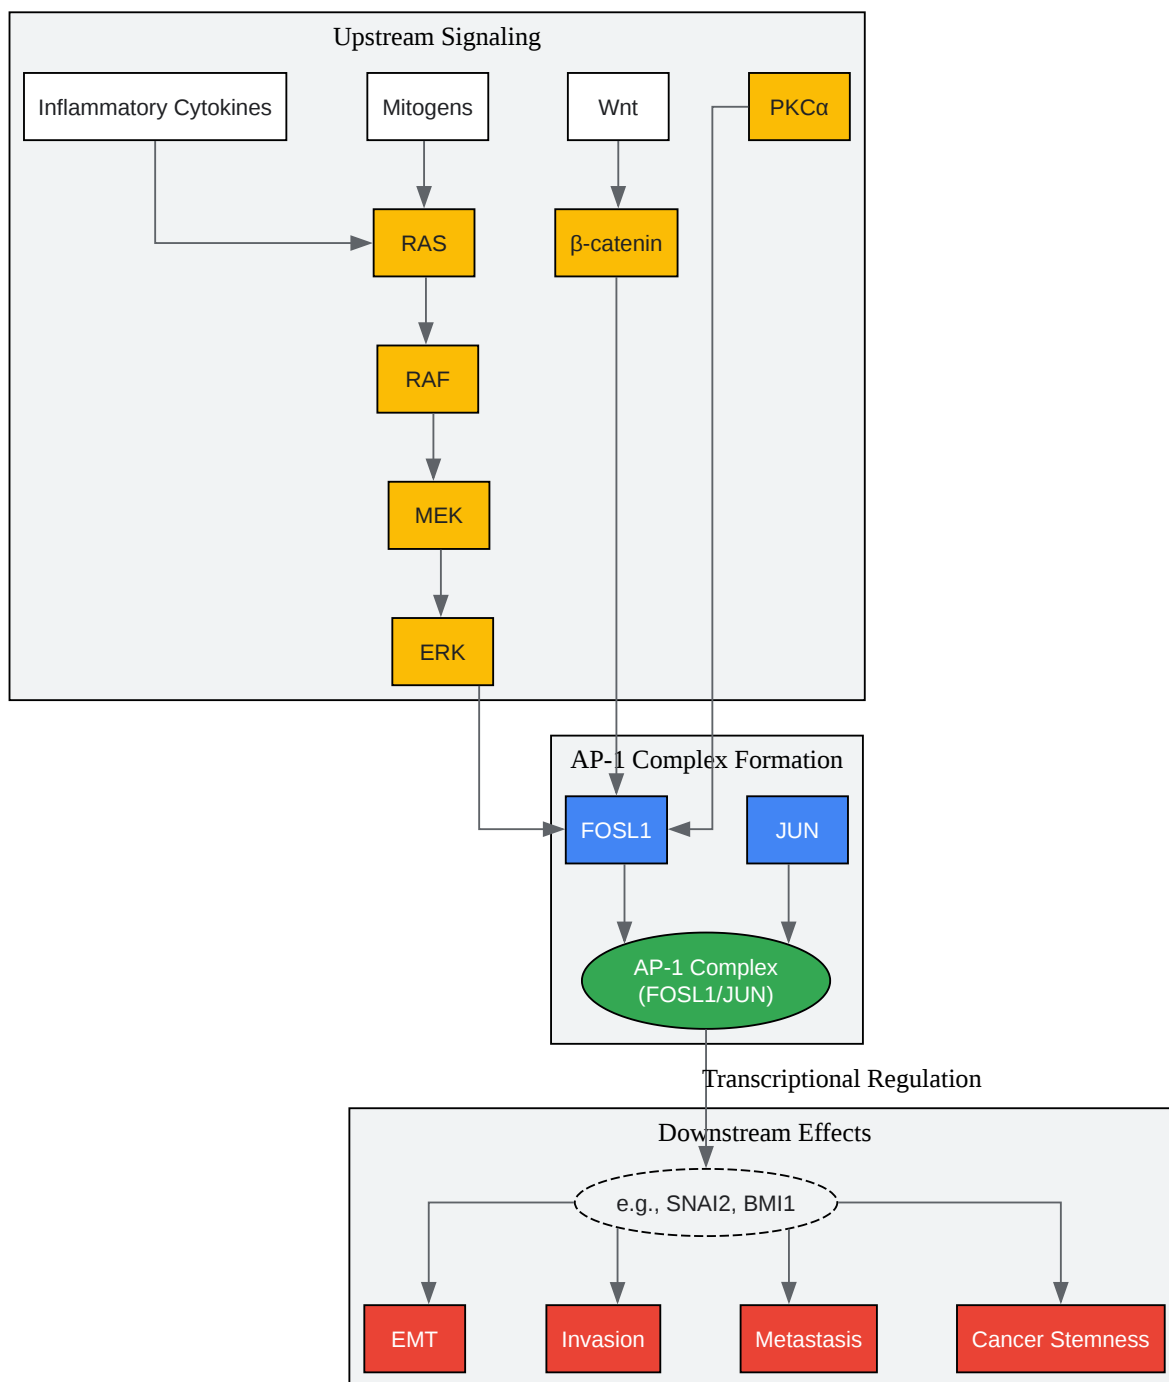 Upstream Signaling
Inflammatory Cytokines
Mitogens
Wnt
PKCα
RAS
β-catenin
RAF
MEK
ERK
AP-1 Complex Formation
FOSL1
JUN
AP-1 Complex
(FOSL1/JUN)
Transcriptional Regulation
Downstream Effects
e.g., SNAI2, BMI1
EMT
Invasion
Metastasis
Cancer Stemness